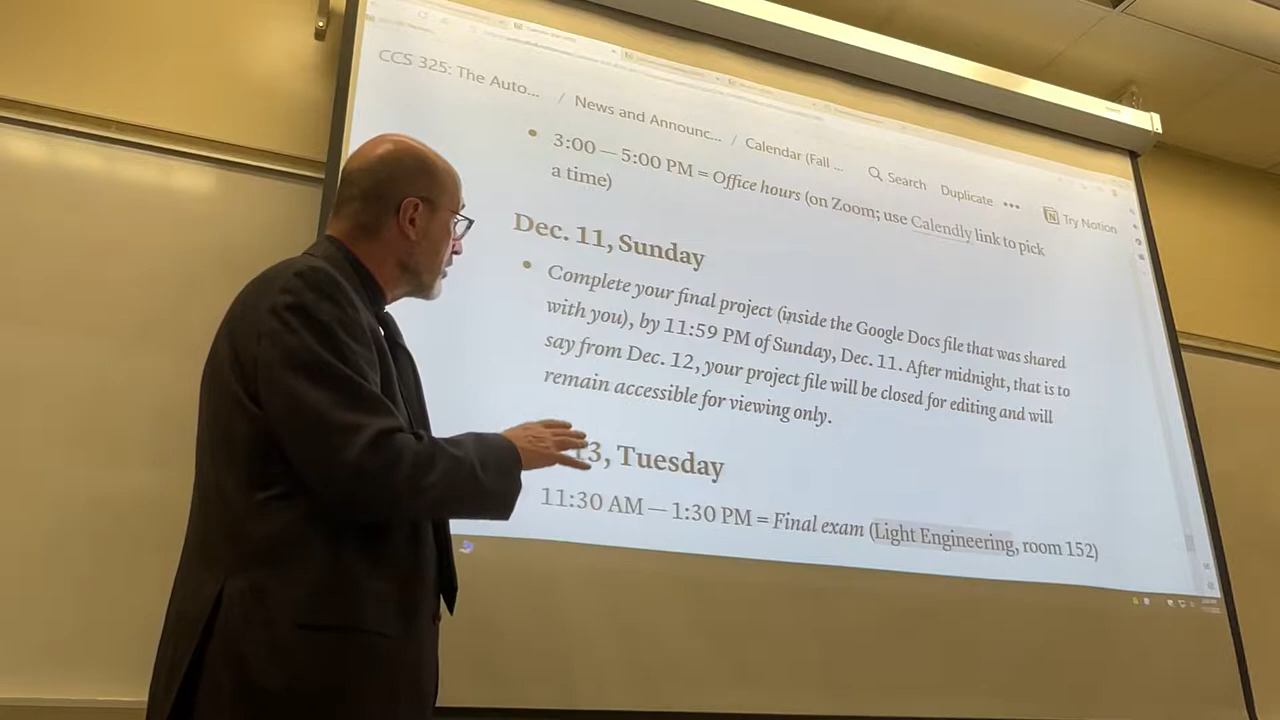 CCS 325: The Auto... / News and Announc... / Calendar (Fall ...
Search Duplicate ••• Try Notion
• 3:00 — 5:00 PM = Office hours (on Zoom; use Calendly link to pick
a time)
Dec. 11, Sunday
• Complete your final project (inside the Google Docs file that was shared
with you), by 11:59 PM of Sunday, Dec. 11. After midnight, that is to
say from Dec. 12, your project file will be closed for editing and will
remain accessible for viewing only.
13, Tuesday
11:30 AM — 1:30 PM = Final exam (Light Engineering, room 152)